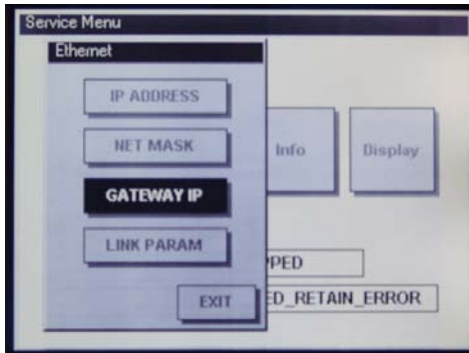 Service Menu
Ethernet
IP ADDRESS
NET MASK
Info
Display
GATEWAY IP
LINK PARAM
PPED
EXIT
ED_RETAIN_ERROR